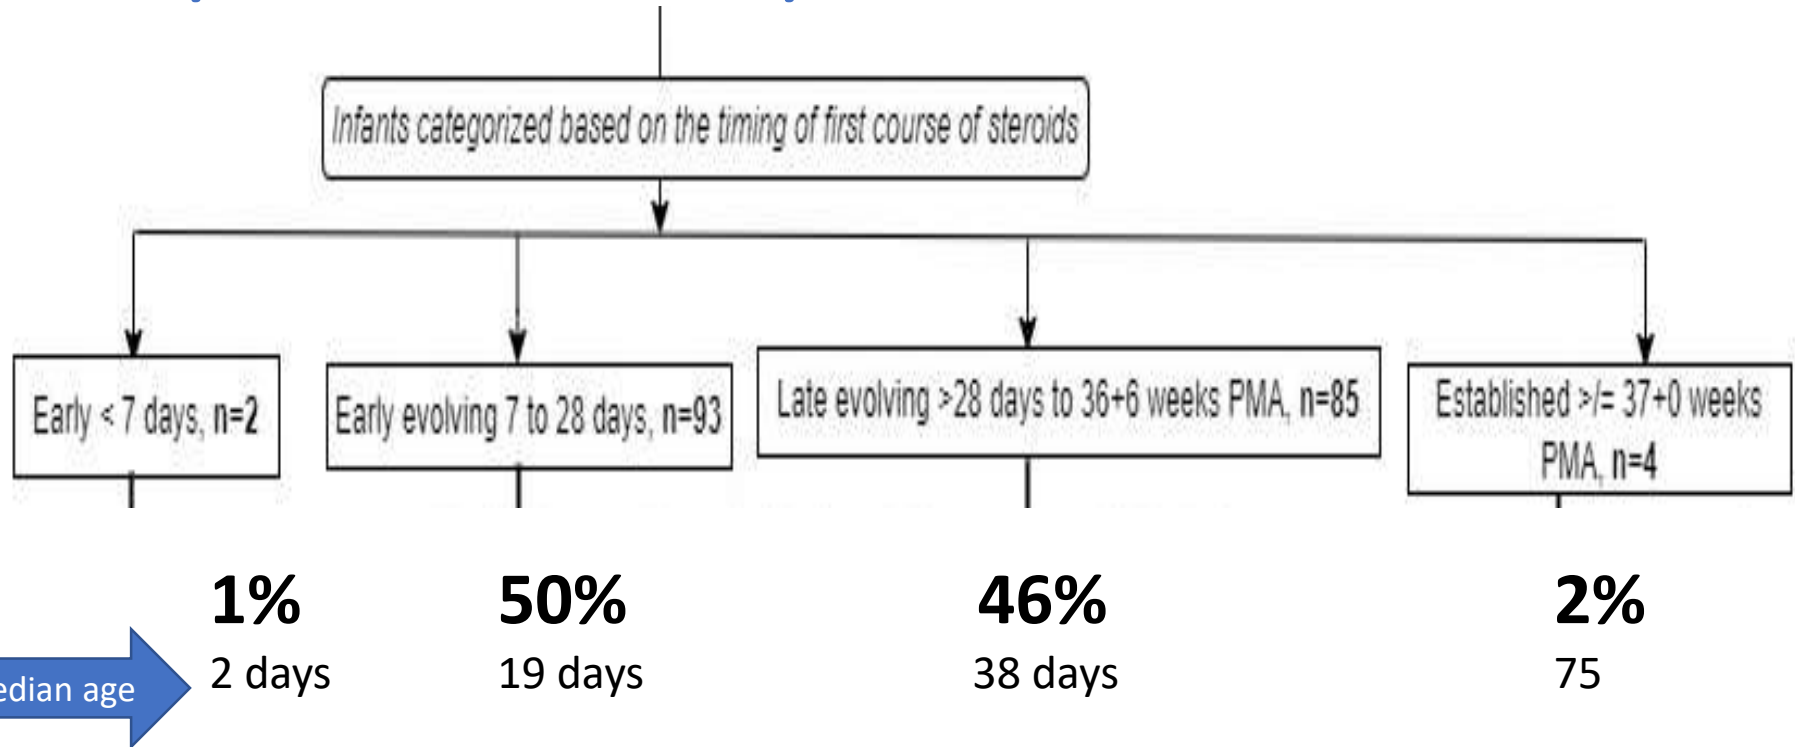 Infants categorized based on the timing of first course of steroids
Early < 7 days, n=2
Early evolving 7 to 28 days, n=93
Late evolving >28 days to 36+6 weeks PMA, n=85
Established >/= 37+0 weeks
PMA, n=4
1% 50% 46% 2%
edian age 2 days 19 days 38 days 75